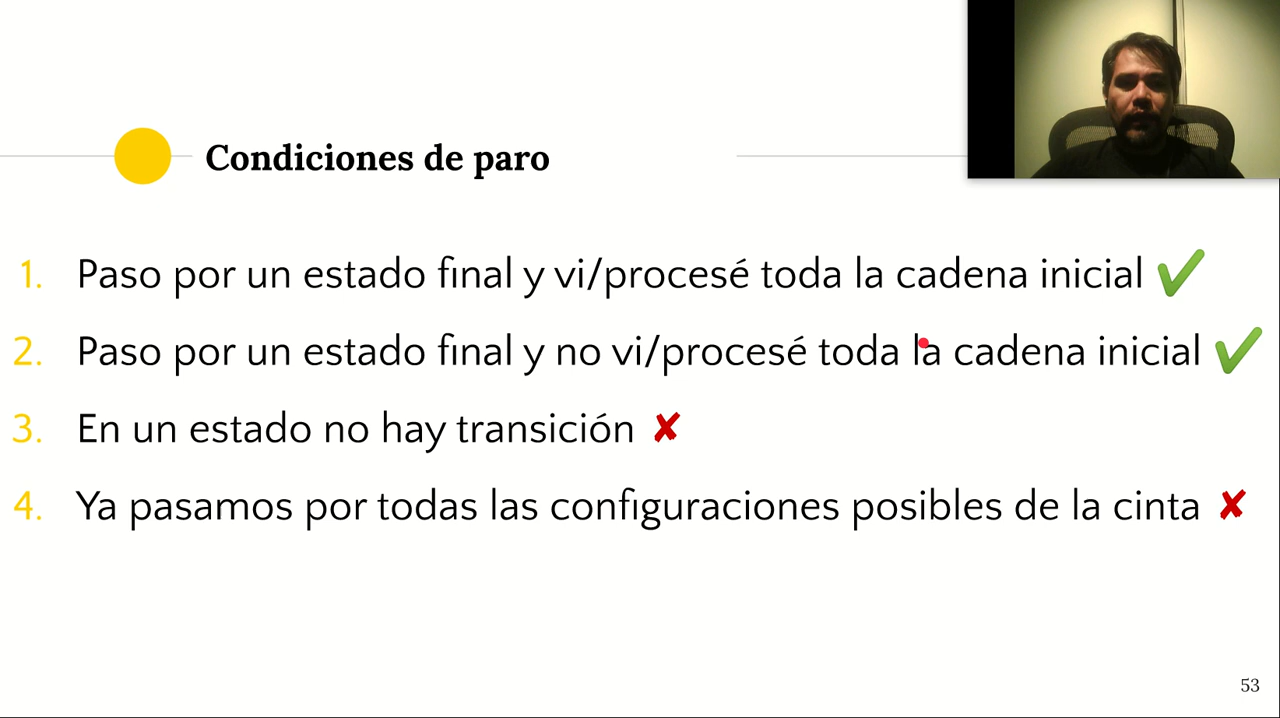 Condiciones de paro
1. Paso por un estado final y vi/procesé toda la cadena inicial ✔
2. Paso por un estado final y no vi/procesé toda la cadena inicial ✔
3. En un estado no hay transición ✘
4. Ya pasamos por todas las configuraciones posibles de la cinta ✘
53